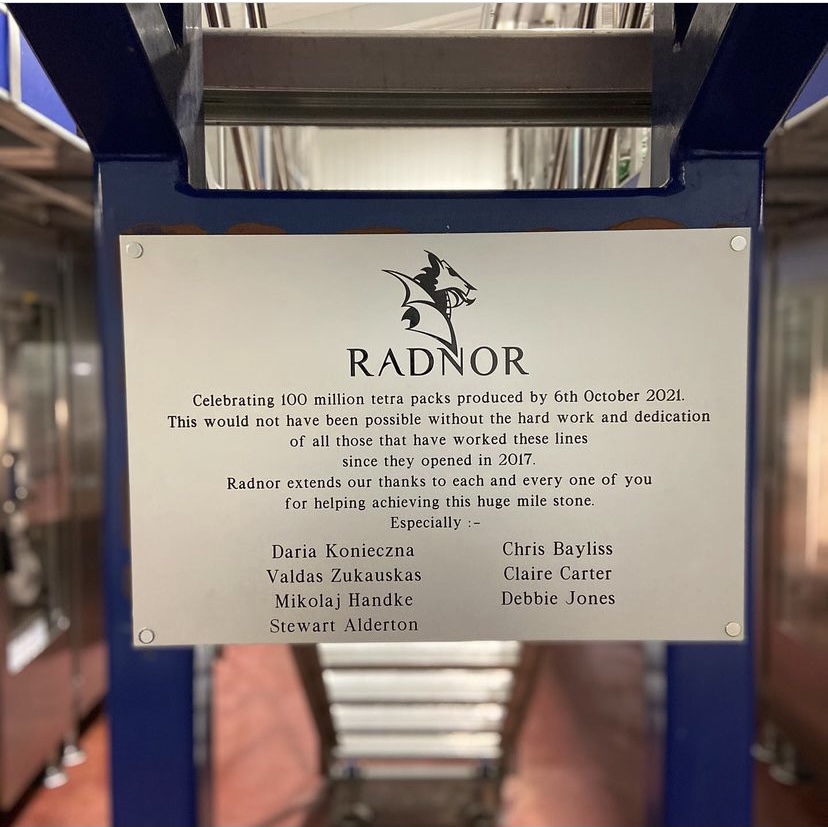 RADNOR
Celebrating 100 million tetra packs produced by 6th October 2021.
This would not have been possible without the hard work and dedication
of all those that have worked these lines
since they opened in 2017.
Radnor extends our thanks to each and every one of you
for helping achieving this huge mile stone.
Especially :-
Daria Konieczna Chris Bayliss
Valdas Zukauskas Claire Carter
Mikolaj Handke Debbie Jones
Stewart Alderton